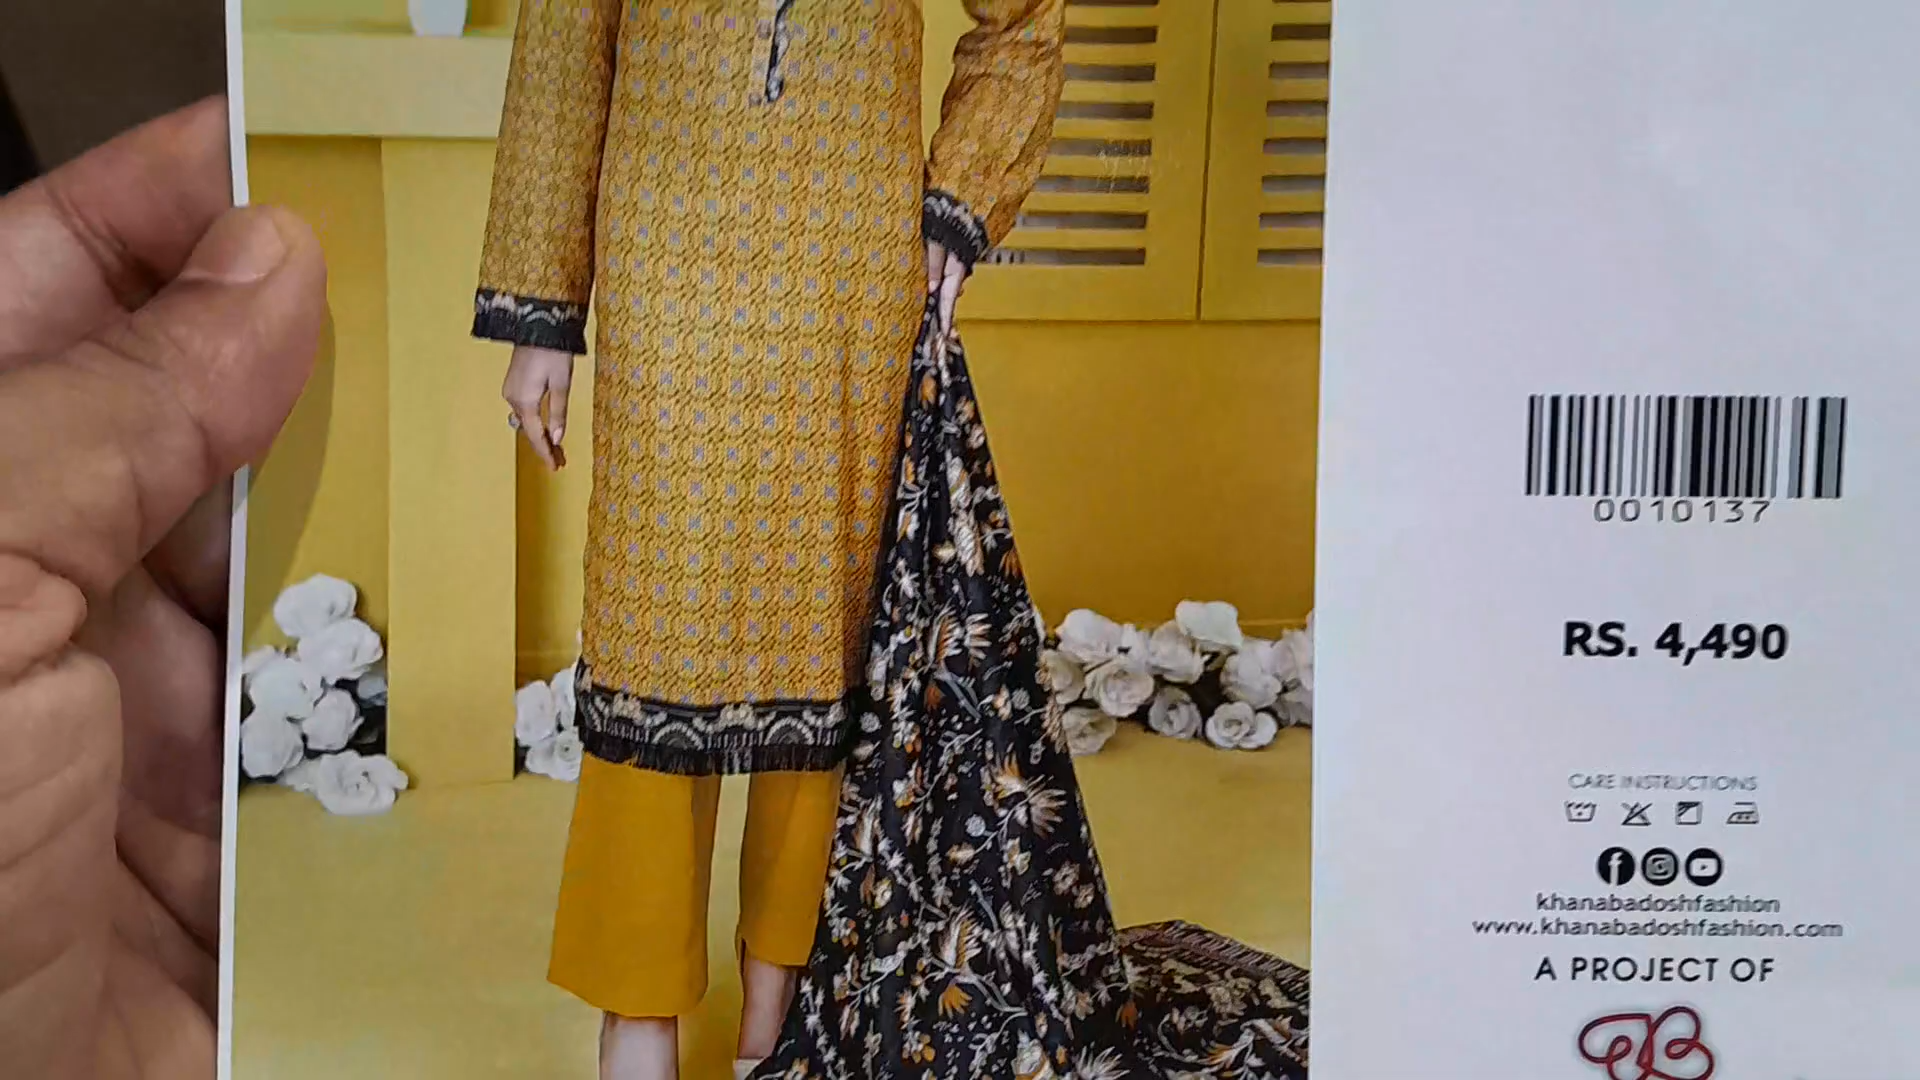 0010137
RS. 4,490
CARE INSTRUCTIONS
khanabadoshfashion
www.khanabadoshfashion.com
A PROJECT OF